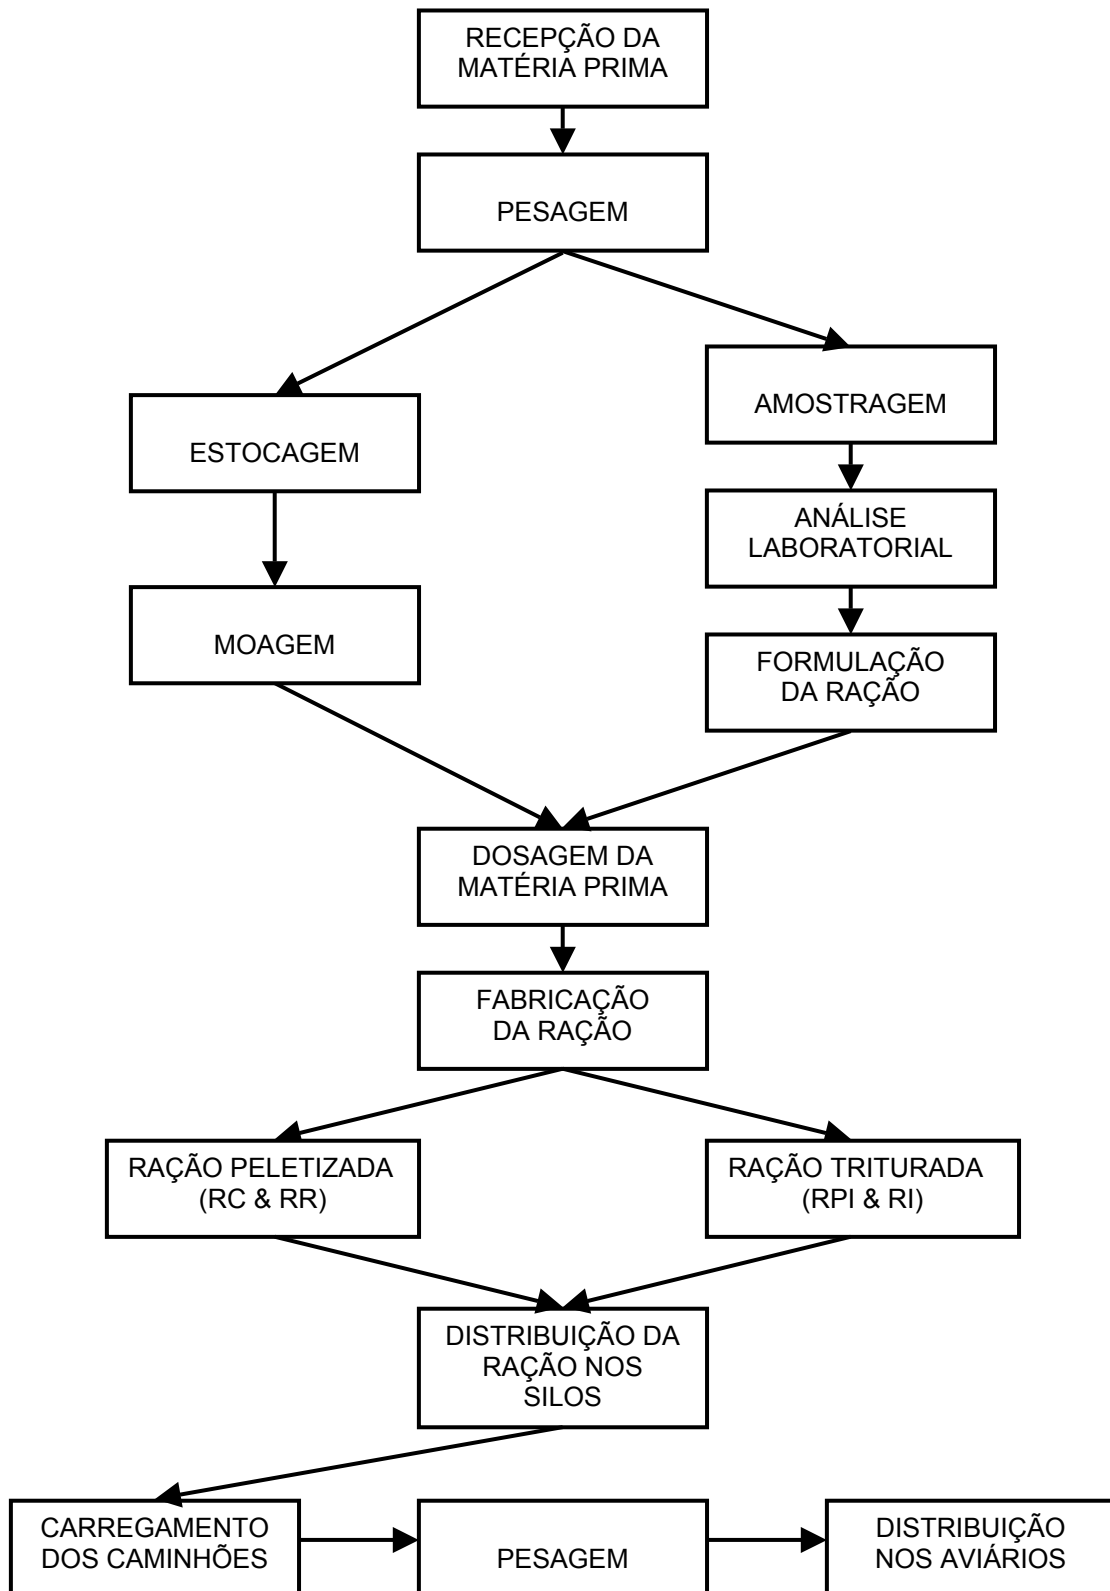 RECEPÇÃO DA
MATÉRIA PRIMA
PESAGEM
ESTOCAGEM
MOAGEM
AMOSTRAGEM
ANÁLISE
LABORATORIAL
FORMULAÇÃO
DA RAÇÃO
DOSAGEM DA
MATÉRIA PRIMA
FABRICAÇÃO
DA RAÇÃO
RAÇÃO PELETIZADA
(RC & RR)
RAÇÃO TRITURADA
(RPI & RI)
DISTRIBUIÇÃO DA
RAÇÃO NOS
SILOS
CARREGAMENTO
DOS CAMINHÕES
PESAGEM
DISTRIBUIÇÃO
NOS AVIÁRIOS